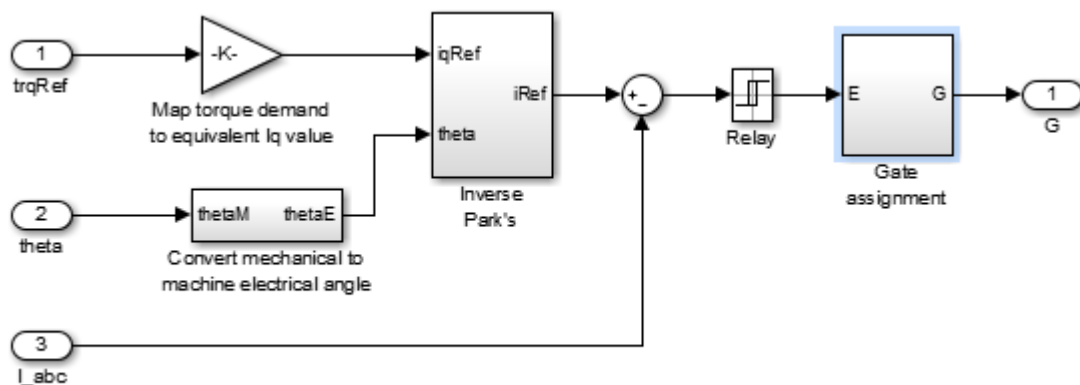 1
trqRef
-K-
Map torque demand
to equivalent Iq value
iqRef
iRef
theta
Inverse
Park's
+
-
Relay
E
G
Gate
assignment
1
G
2
theta
thetaM
thetaE
Convert mechanical to
machine electrical angle
3
I_abc